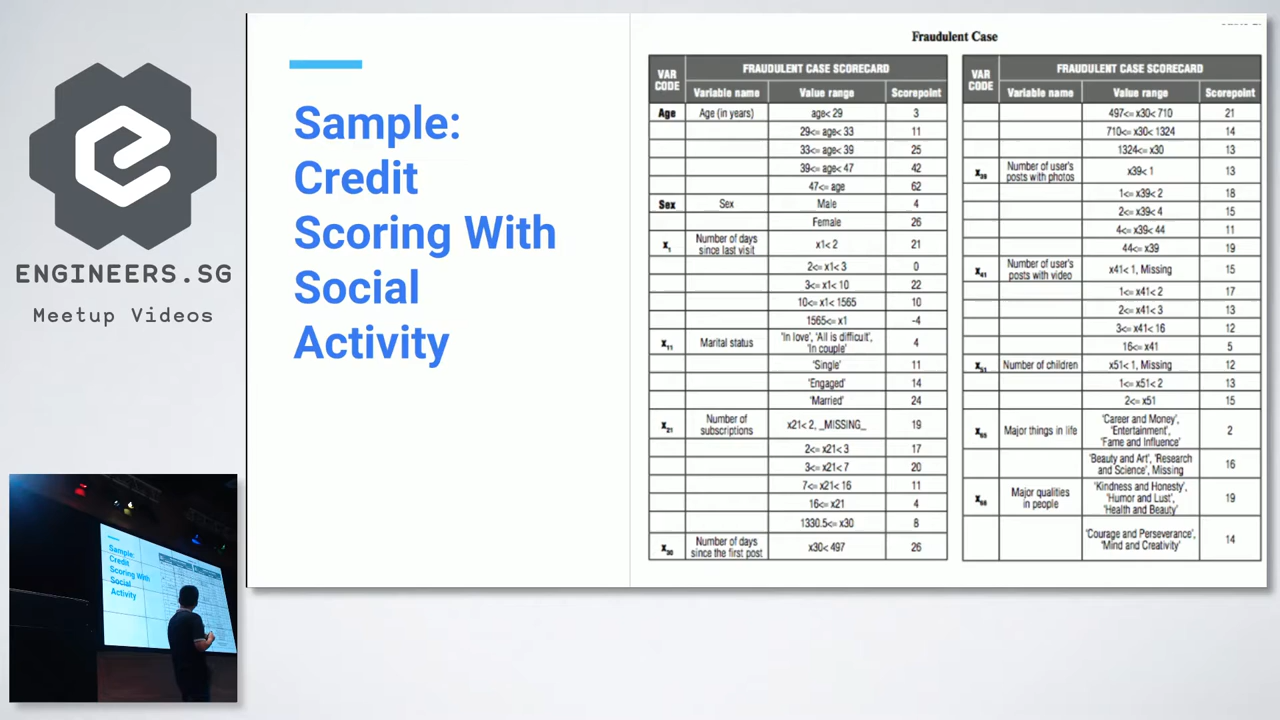 ENGINEERS.SG
Meetup Videos
Sample:
Credit
Scoring With
Social
Activity
Fraudulent Case
VAR CODE FRAUDULENT CASE SCORECARD
Variable name Value range Scorepoint
Age Age (in years) age< 29 3
29<= age< 33 11
33<= age< 39 25
39<= age< 47 42
47<= age 62
Sex Sex Male 4
Female 26
x1 Number of days since last visit x1< 2 21
2<= x1< 3 0
3<= x1< 10 22
10<= x1< 1565 10
1565<= x1 -4
x11 Marital status 'In love', 'All is difficult', 'In couple' 4
'Single' 11
'Engaged' 14
'Married' 24
x21 Number of subscriptions x21< 2, _MISSING_ 19
2<= x21< 3 17
3<= x21< 7 20
7<= x21< 16 11
16<= x21 4
1330.5<= x30 8
x30 Number of days since the first post x30< 497 26
VAR CODE FRAUDULENT CASE SCORECARD
Variable name Value range Scorepoint
497<= x30< 710 21
710<= x30< 1324 14
1324<= x30 13
x39 Number of user's posts with photos x39< 1 13
1<= x39< 2 18
2<= x39< 4 15
4<= x39< 44 11
44<= x39 19
x41 Number of user's posts with video x41< 1, Missing 15
1<= x41< 2 17
2<= x41< 3 13
3<= x41< 16 12
16<= x41 5
x51 Number of children x51< 1, Missing 12
1<= x51< 2 13
2<= x51 15
Major things in life 'Career and Money', 'Entertainment', 'Fame and Influence' 2
'Beauty and Art', 'Research and Science', Missing 16
Major qualities in people 'Kindness and Honesty', 'Humor and Lust', 'Health and Beauty' 19
'Courage and Perseverance', 'Mind and Creativity' 14
Sample:
Credit
Scoring With
Social
Activity